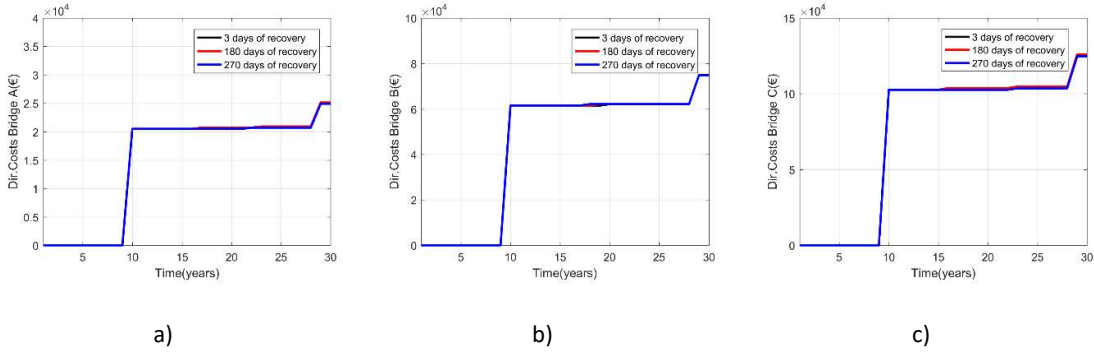 ×10⁴
4
3.5
3
2.5
2
1.5
1
0.5
0
Dir.Costs Bridge A(€)
3 days of recovery
180 days of recovery
270 days of recovery
5 10 15 20 25 30
Time(years)
a)
×10⁴
10
8
6
4
2
0
Dir.Costs Bridge B(€)
3 days of recovery
180 days of recovery
270 days of recovery
5 10 15 20 25 30
Time(years)
b)
×10⁴
15
10
5
0
Dir.Costs Bridge C(€)
3 days of recovery
180 days of recovery
270 days of recovery
5 10 15 20 25 30
Time(years)
c)